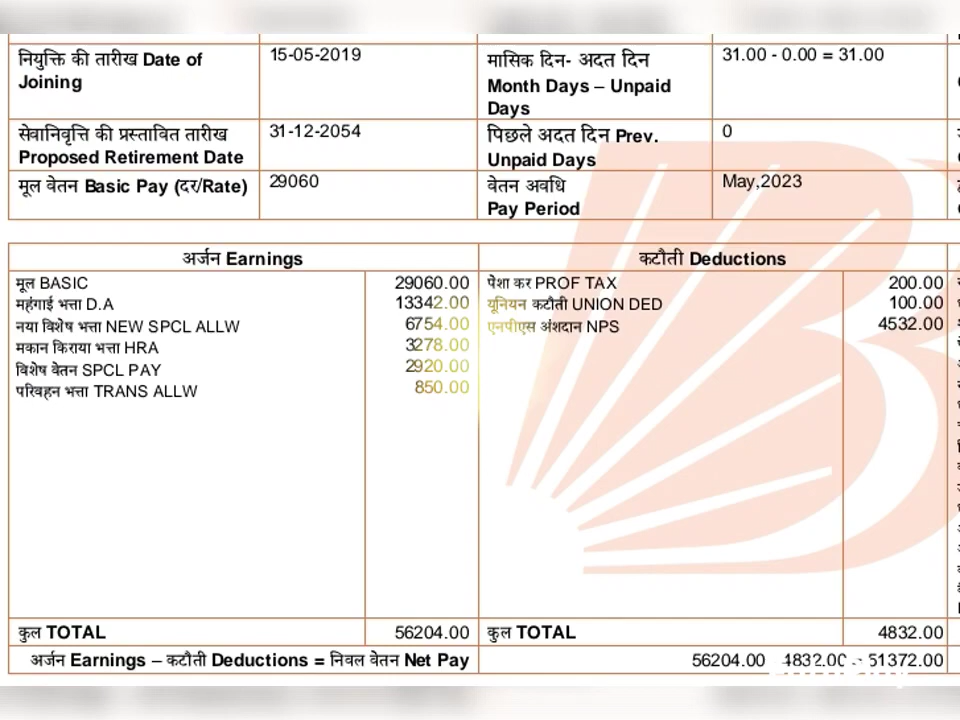 नियुक्ति की तारीख Date of Joining
15-05-2019
मासिक दिन- अदत दिन Month Days – Unpaid Days
31.00 - 0.00 = 31.00
सेवानिवृत्ति की प्रस्तावित तारीख Proposed Retirement Date
31-12-2054
पिछले अदत दिन Prev. Unpaid Days
0
मूल वेतन Basic Pay (दर/Rate)
29060
वेतन अवधि Pay Period
May,2023
अर्जन Earnings
कटौती Deductions
मूल BASIC 29060.00 पेशा कर PROF TAX 200.00
महंगाई भत्ता D.A 13342.00 यूनियन कटौती UNION DED 100.00
नया विशेष भत्ता NEW SPCL ALLW 6754.00 एनपीएस अंशदान NPS 4532.00
मकान किराया भत्ता HRA 3278.00
विशेष वेतन SPCL PAY 2920.00
परिवहन भत्ता TRANS ALLW 850.00
कुल TOTAL 56204.00 कुल TOTAL 4832.00
अर्जन Earnings – कटौती Deductions = निवल वेतन Net Pay 56204.00 4832.00 51372.00